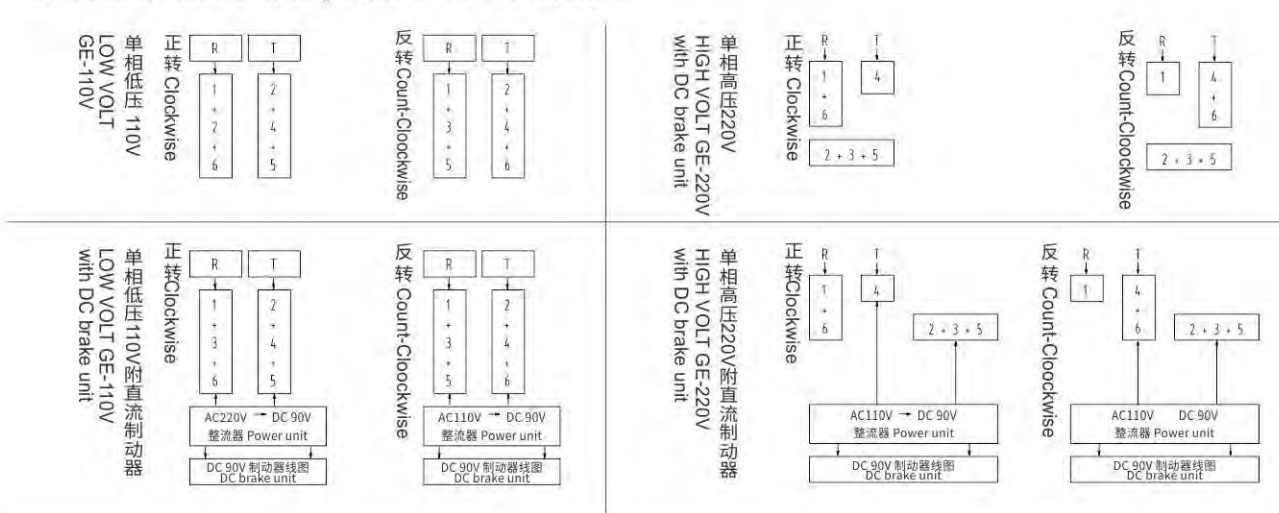 单相低压 110V
LOW VOLT
GE-110V
正转 Clockwise
R
T
1 + 2 + 6
2 + 4 + 5
反转 Count-Cloockwise
R
T
1 + 3 + 5
2 + 4 + 6
单相高压220V
HIGH VOLT GE-220V
with DC brake unit
正转 Clockwise
R
T
1 + 6
4
2 + 3 + 5
反转 Count-Cloockwise
R
T
1
4 + 6
2 + 3 + 5
单相低压110V附直流制动器
LOW VOLT GE-110V
with DC brake unit
正转Clockwise
R
T
1 + 3 + 6
2 + 4 + 5
AC220V → DC 90V
整流器 Power unit
DC 90V 制动器线图
DC brake unit
反转 Count-Cloockwise
R
T
1 + 3 + 5
2 + 4 + 6
AC110V → DC 90V
整流器 Power unit
DC 90V 制动器线图
DC brake unit
单相高压220V附直流制动器
HIGH VOLT GE-220V
with DC brake unit
正转Clockwise
R
T
1 + 6
4
2 + 3 + 5
AC110V → DC 90V
整流器 Power unit
DC 90V 制动器线图
DC brake unit
反转 Count-Cloockwise
R
T
1
4 + 6
2 + 3 + 5
AC110V DC 90V
整流器 Power unit
DC 90V 制动器线图
DC brake unit